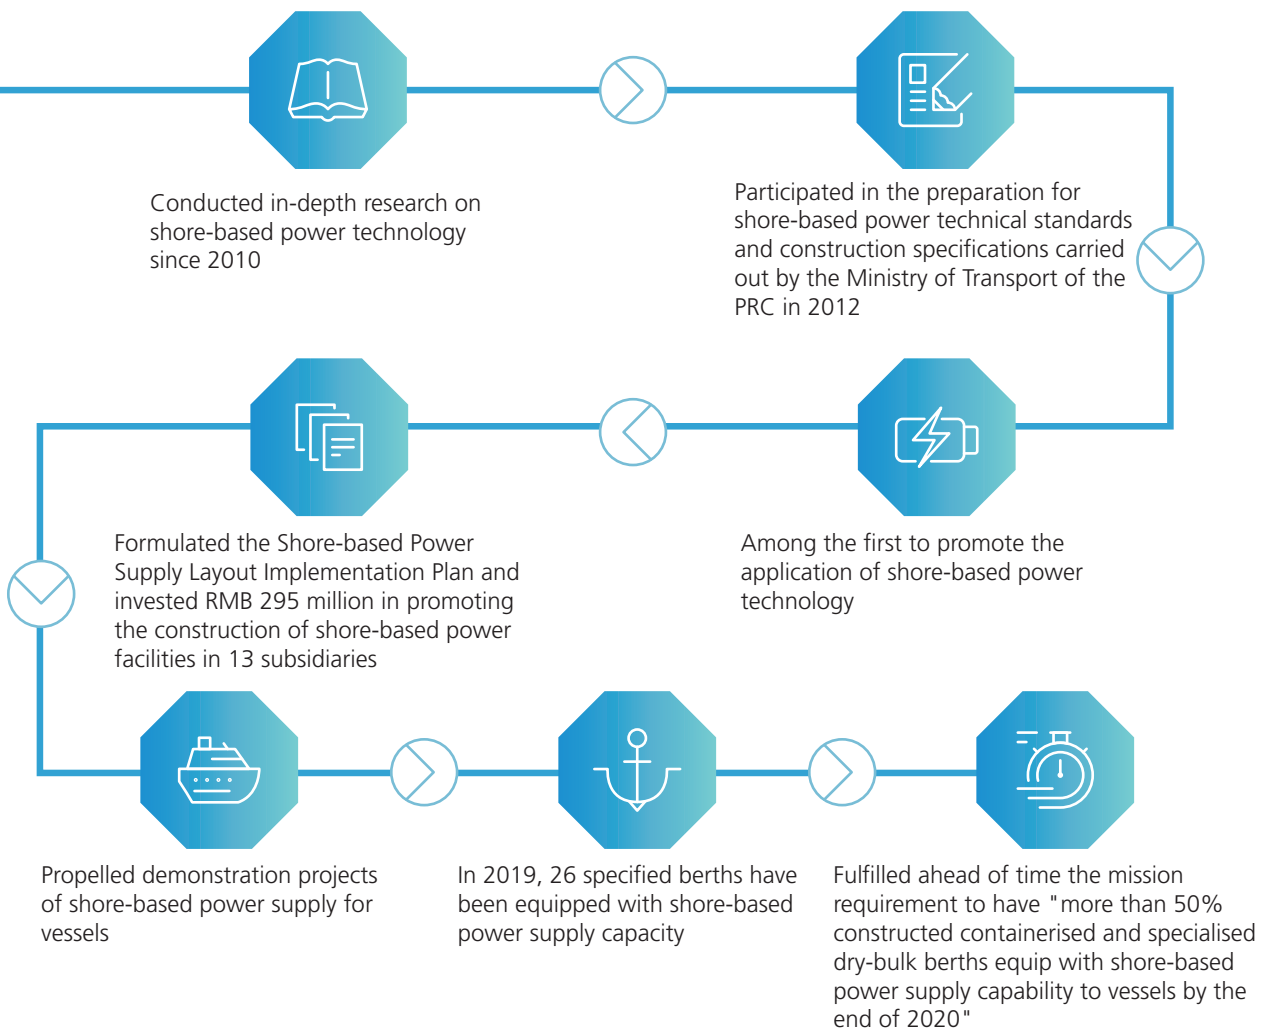 Conducted in-depth research on
shore-based power technology
since 2010
Participated in the preparation for
shore-based power technical standards
and construction specifications carried
out by the Ministry of Transport of the
PRC in 2012
Among the first to promote the
application of shore-based power
technology
Formulated the Shore-based Power
Supply Layout Implementation Plan and
invested RMB 295 million in promoting
the construction of shore-based power
facilities in 13 subsidiaries
Propelled demonstration projects
of shore-based power supply for
vessels
In 2019, 26 specified berths have
been equipped with shore-based
power supply capacity
Fulfilled ahead of time the mission
requirement to have "more than 50%
constructed containerised and specialised
dry-bulk berths equip with shore-based
power supply capability to vessels by the
end of 2020"